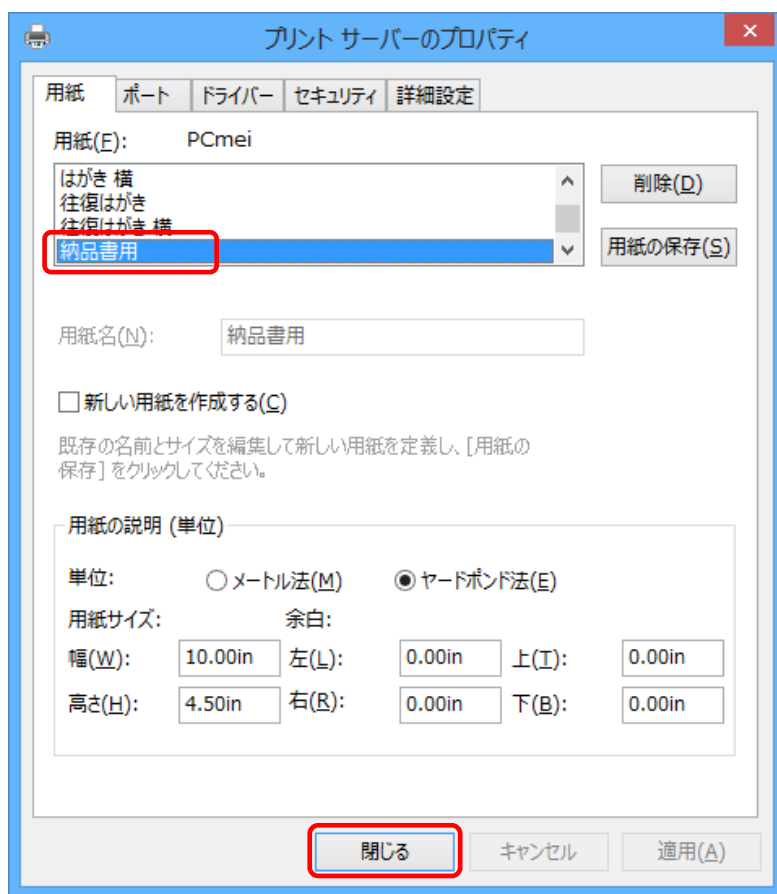 プリント サーバーのプロパティ
用紙 ポート ドライバー セキュリティ 詳細設定
用紙(F): PCmei
はがき 横
往復はがき
往復はがき 横
納品書用
削除(D)
用紙の保存(S)
用紙名(N): 納品書用
新しい用紙を作成する(C)
既存の名前とサイズを編集して新しい用紙を定義し、[用紙の
保存] をクリックしてください。
用紙の説明 (単位)
単位: メートル法(M) ヤードポンド法(E)
用紙サイズ: 余白:
幅(W): 10.00in 左(L): 0.00in 上(T): 0.00in
高さ(H): 4.50in 右(R): 0.00in 下(B): 0.00in
閉じる キャンセル 適用(A)